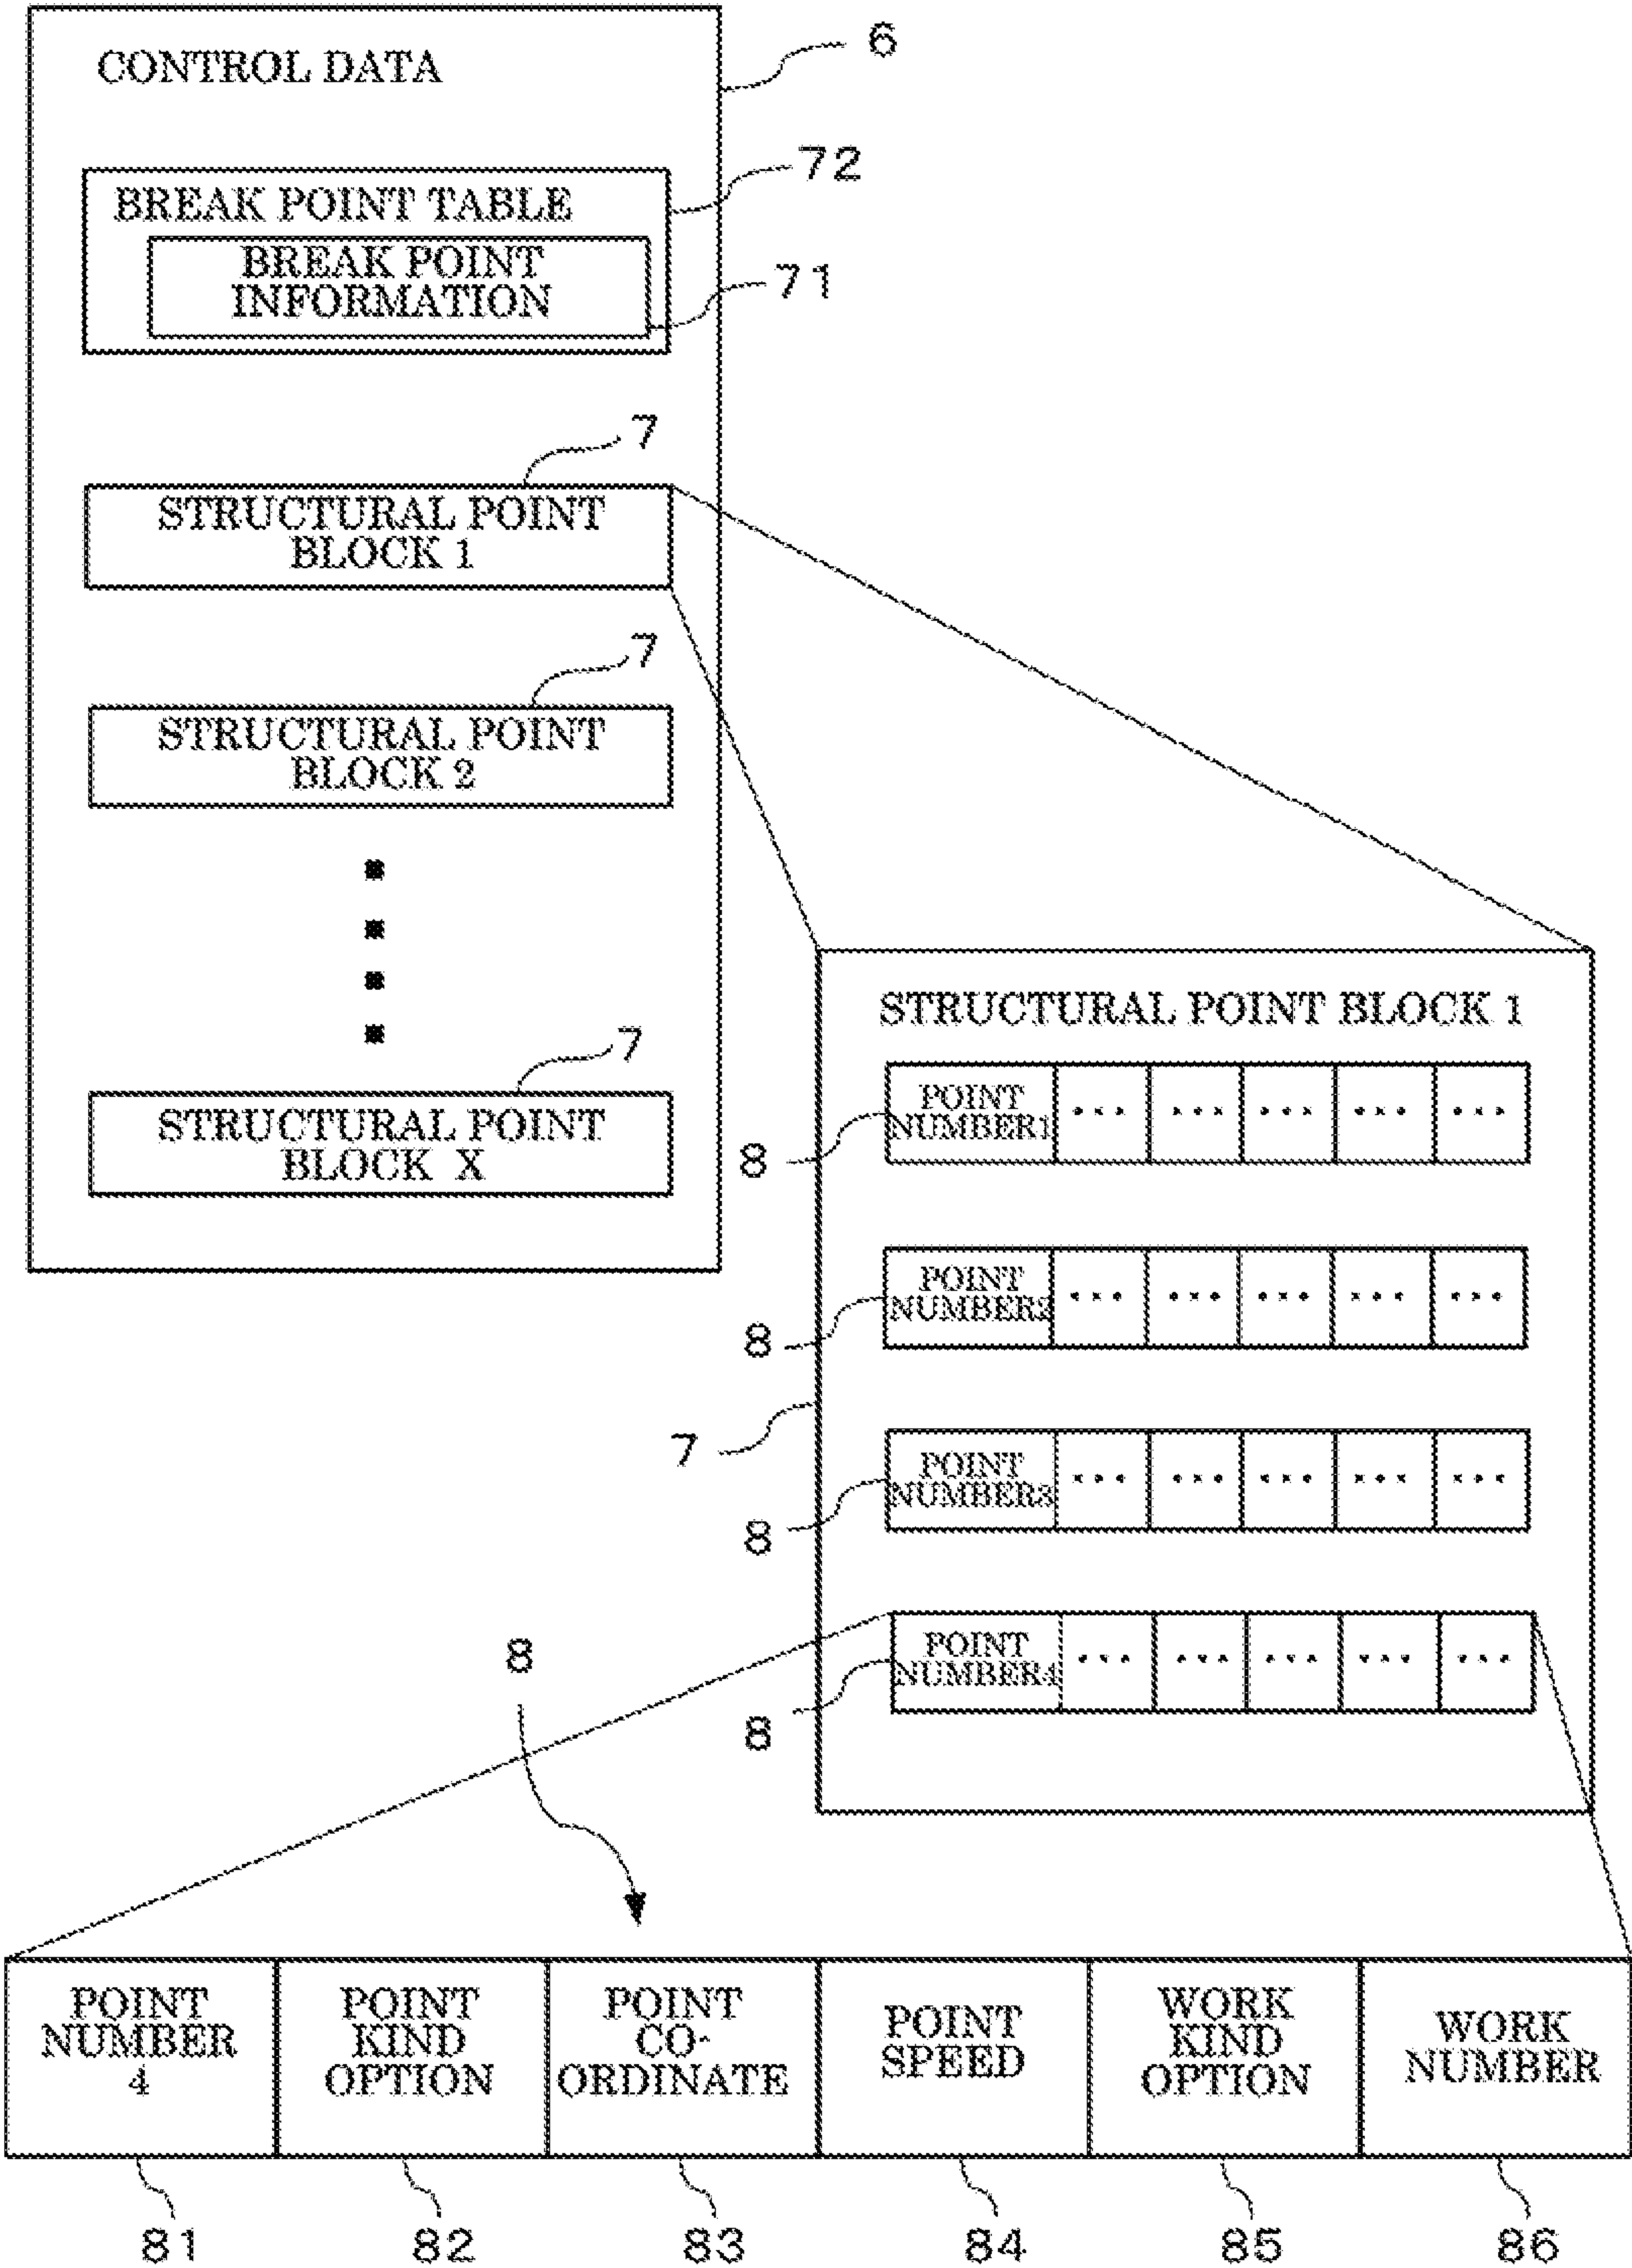 CONTROL DATA
6
BREAK POINT TABLE
72
BREAK POINT
INFORMATION
71
7
STRUCTURAL POINT
BLOCK 1
7
STRUCTURAL POINT
BLOCK 2
7
STRUCTURAL POINT
BLOCK X
STRUCTURAL POINT BLOCK 1
POINT
NUMBER1
...
...
...
...
...
8
POINT
NUMBER2
...
...
...
...
...
8
7
POINT
NUMBER3
...
...
...
...
...
8
POINT
NUMBER4
...
...
...
...
...
8
8
POINT
NUMBER
4
POINT
KIND
OPTION
POINT
CO-
ORDINATE
POINT
SPEED
WORK
KIND
OPTION
WORK
NUMBER
81
82
83
84
85
86